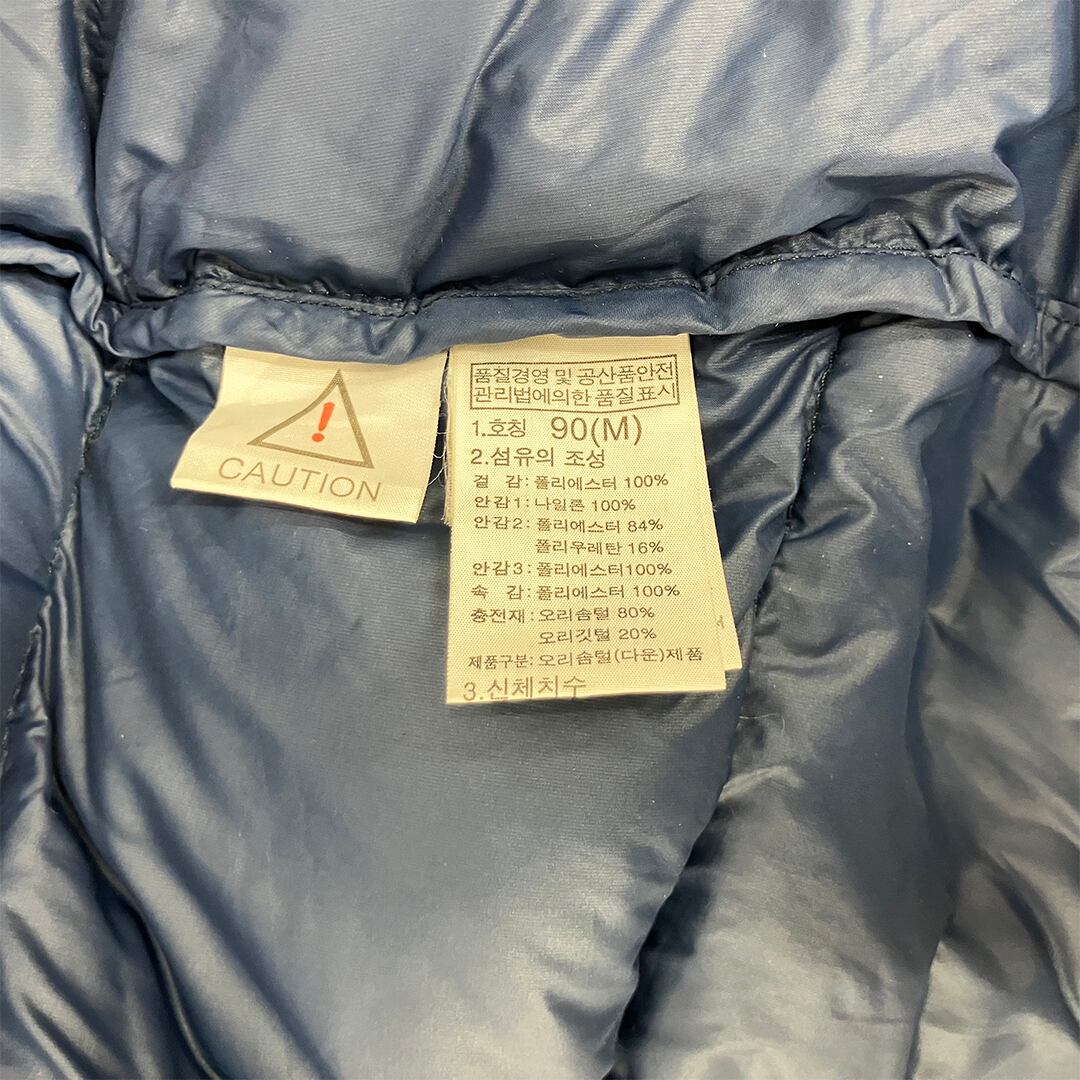 CAUTION
품질경영 및 공산품안전
관리법에의한 품질표시
1.호칭 90(M)
2.섬유의 조성
겉 감:폴리에스터 100%
안감1:나일론 100%
안감2:폴리에스터 84%
폴리우레탄 16%
안감3:폴리에스터100%
속 감:폴리에스터 100%
충전재:오리솜털 80%
오리깃털 20%
제품구분:오리솜털(다운)제품
3.신체치수